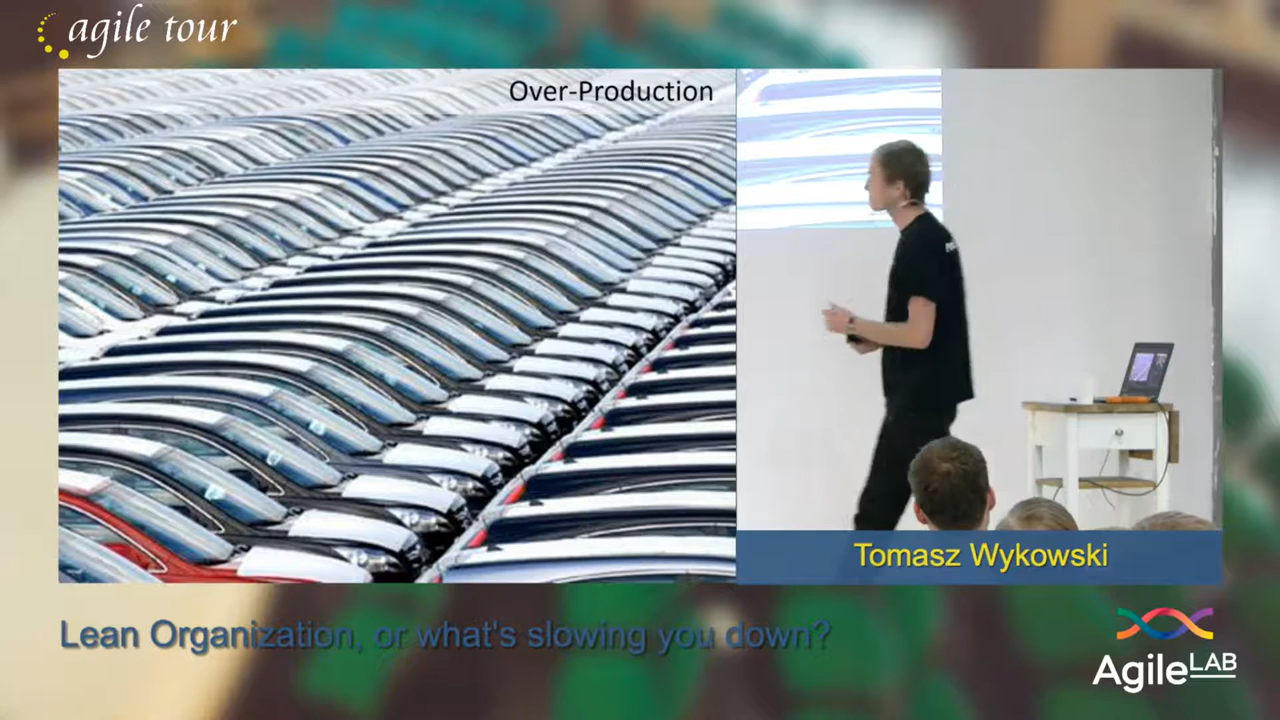 agile tour
Over-Production
Tomasz Wykowski
Lean Organization, or what's slowing you down?
AgileLAB